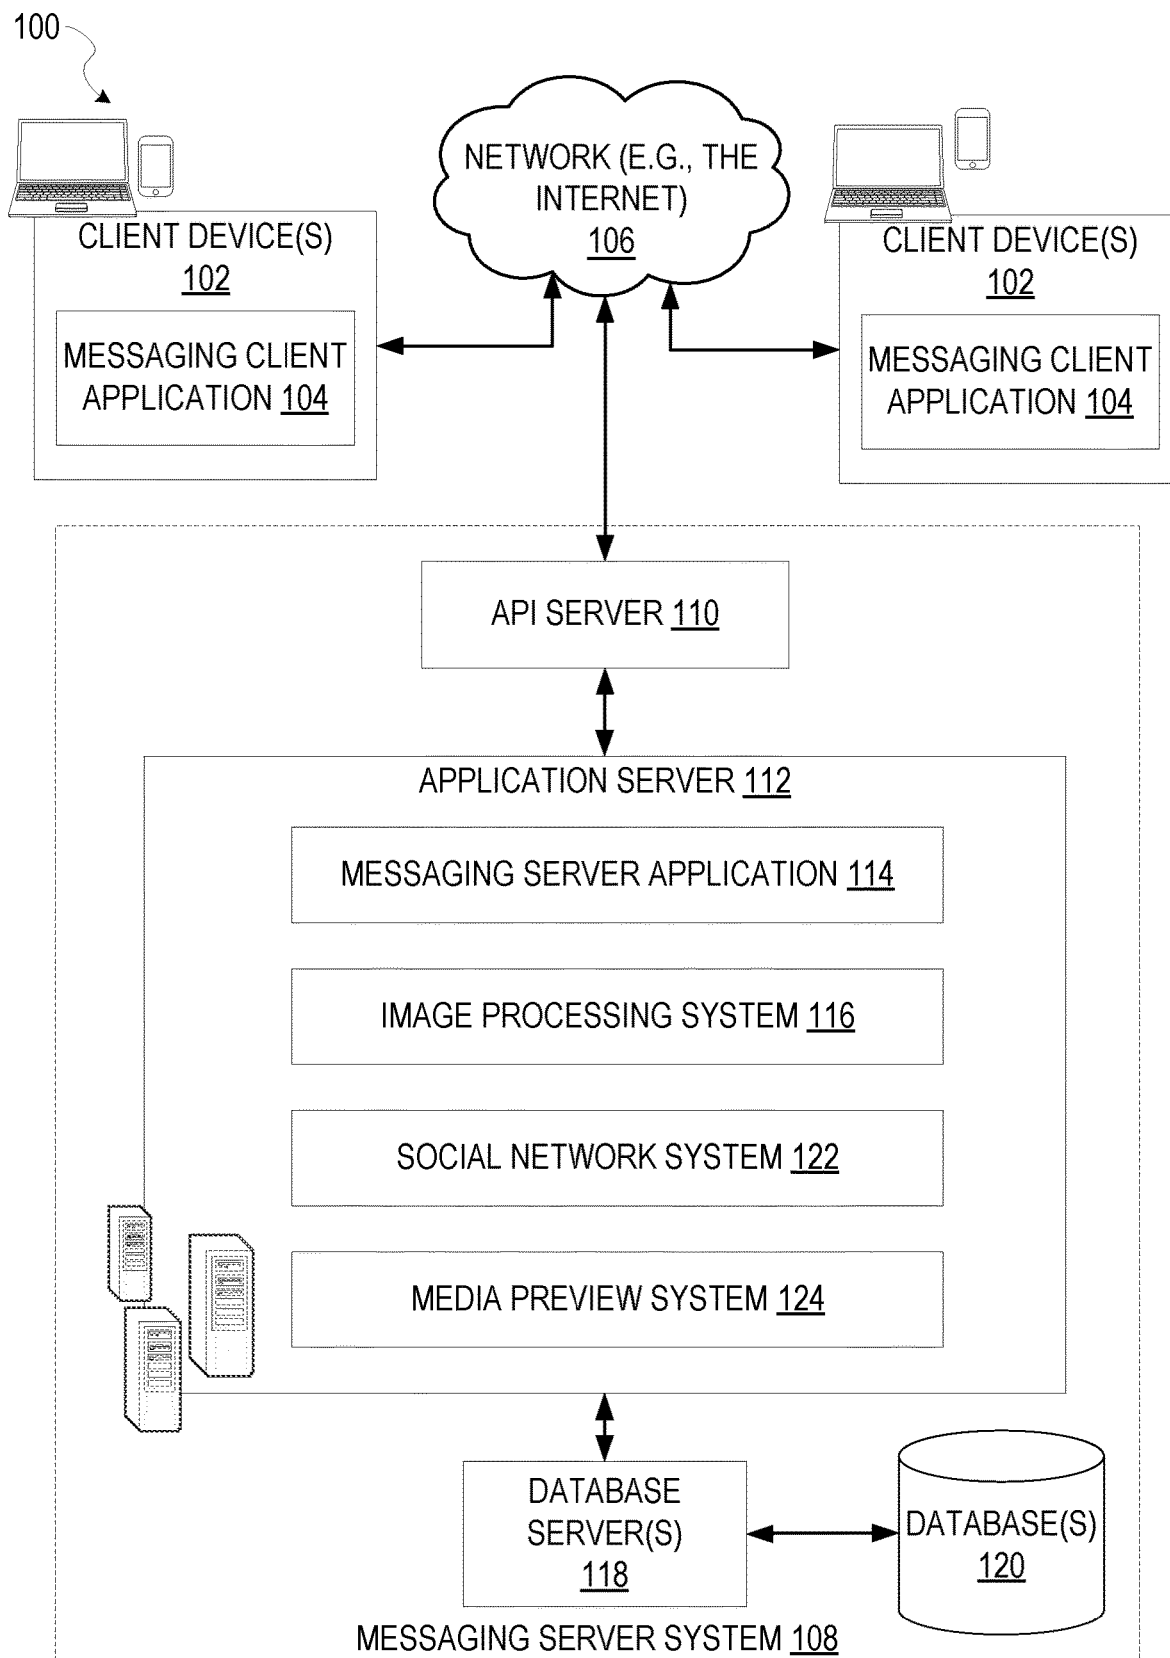 100
NETWORK (E.G., THE
INTERNET)
106
CLIENT DEVICE(S)
102
MESSAGING CLIENT
APPLICATION 104
CLIENT DEVICE(S)
102
MESSAGING CLIENT
APPLICATION 104
API SERVER 110
APPLICATION SERVER 112
MESSAGING SERVER APPLICATION 114
IMAGE PROCESSING SYSTEM 116
SOCIAL NETWORK SYSTEM 122
MEDIA PREVIEW SYSTEM 124
DATABASE
SERVER(S)
118
DATABASE(S)
120
MESSAGING SERVER SYSTEM 108